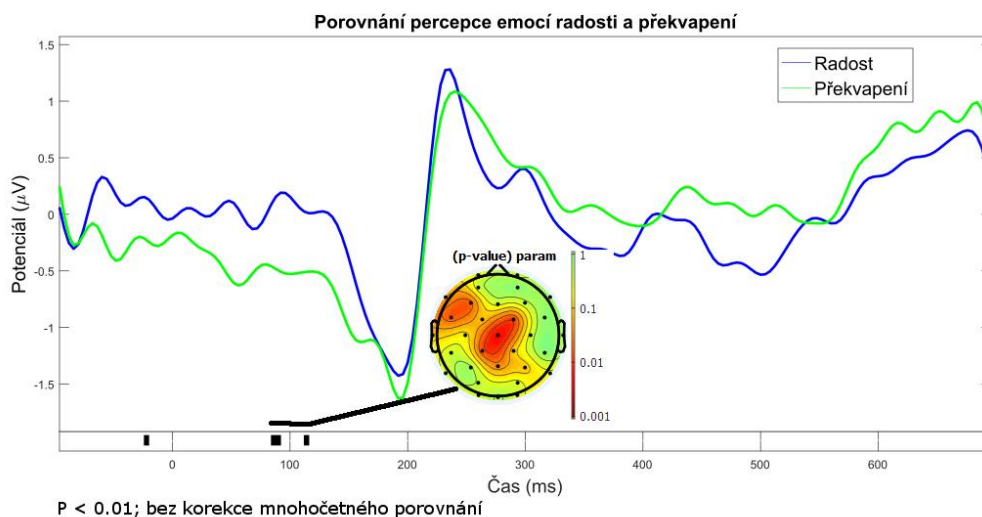 Porovnání percepce emocí radosti a překvapení
Radost
Překvapení
Potenciál (μV)
1.5
1
0.5
0
-0.5
-1
-1.5
(p-value) param
1
0.1
0.01
0.001
0
100
200
300
400
500
600
Čas (ms)
P < 0.01; bez korekce mnohočetného porovnání